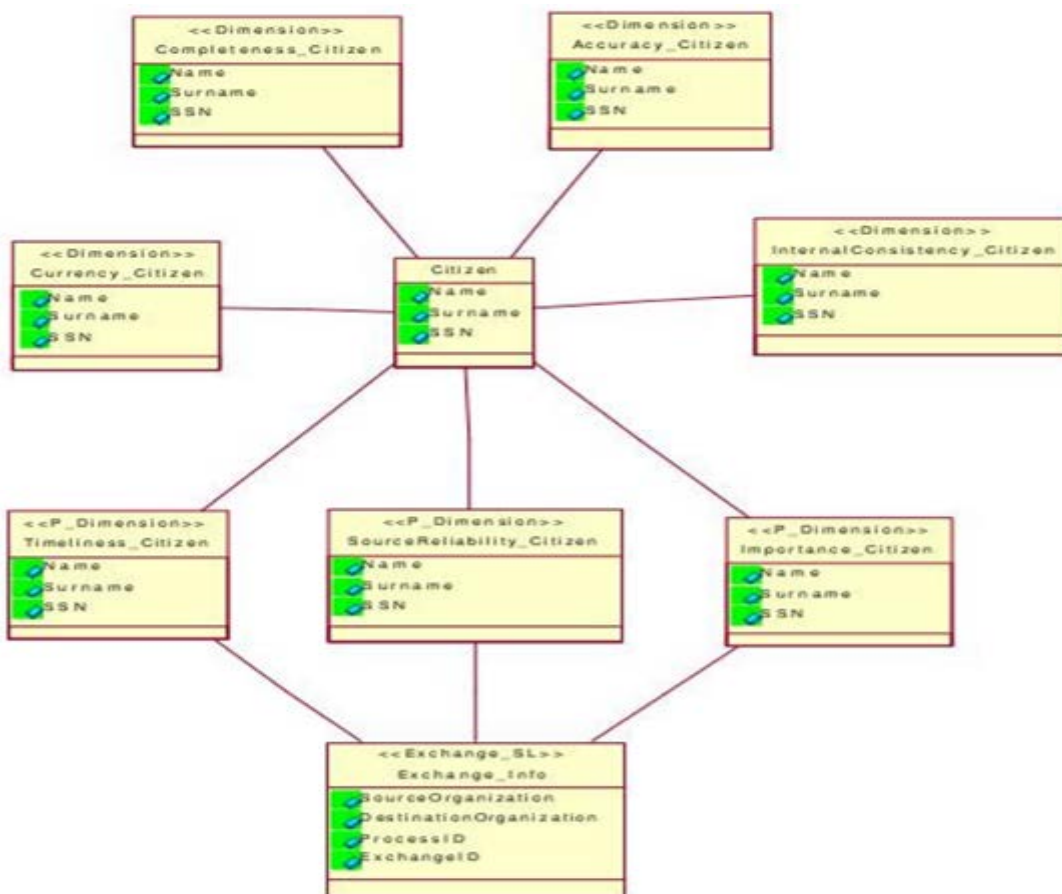 <<Dimension>>
Completeness_Citizen
Name
Surname
SSN
<<Dimension>>
Accuracy_Citizen
Name
Surname
SSN
<<Dimension>>
Currency_Citizen
Name
Surname
SSN
Citizen
Name
Surname
SSN
<<Dimension>>
InternalConsistency_Citizen
Name
Surname
SSN
<<P_Dimension>>
Timeliness_Citizen
Name
Surname
SSN
<<P_Dimension>>
SourceReliability_Citizen
Name
Surname
SSN
<<P_Dimension>>
Importance_Citizen
Name
Surname
SSN
<<Exchange_SL>>
Exchange_Info
SourceOrganization
DestinationOrganization
ProcessID
ExchangeID